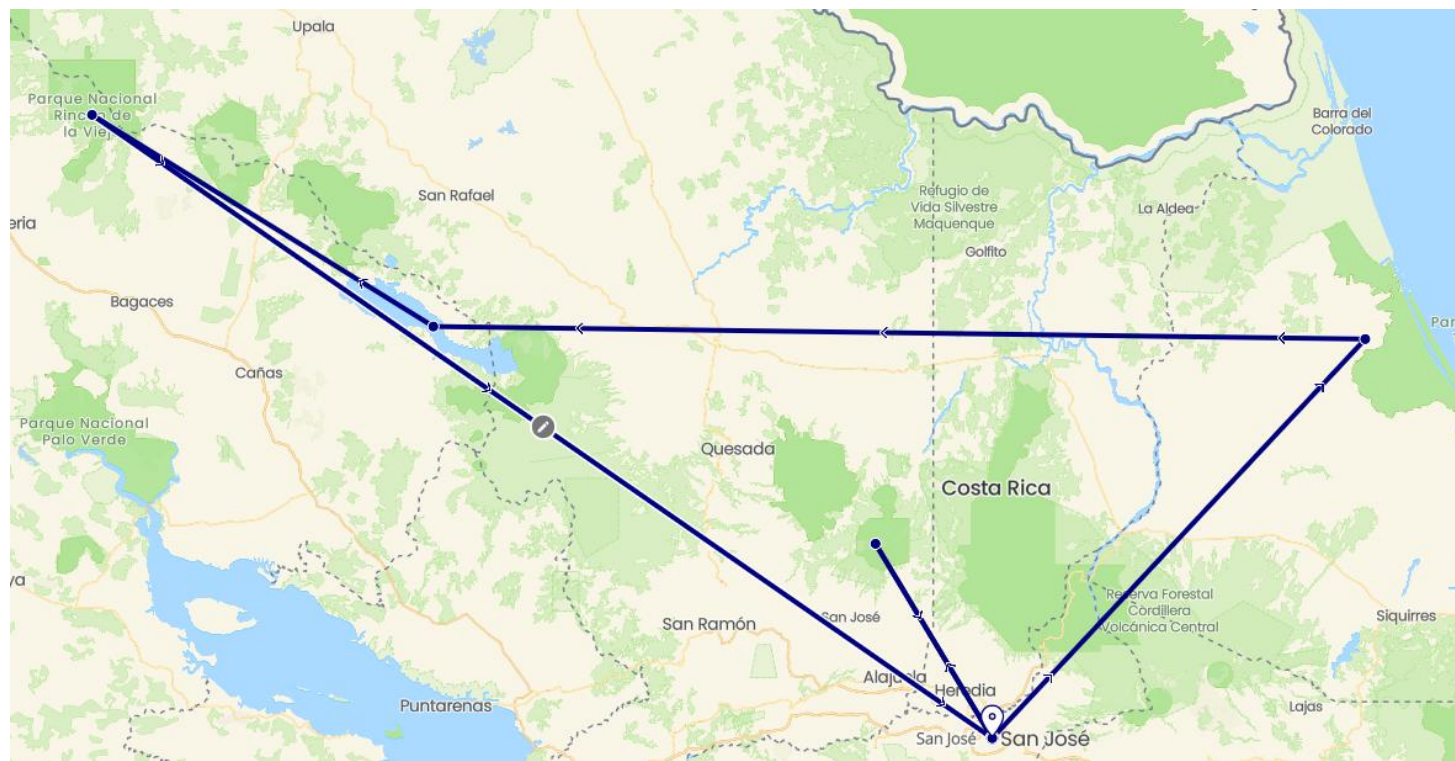 Upala
Parque Nacional
Rincón de
la Vieja
Barra del
Colorado
San Rafael
Refugio de
Vida Silvestre
Maquenque
La Aldea
eria
Golfito
Bagaces
Par
Cañas
Parque Nacional
Palo Verde
Quesada
Costa Rica
ya
Reserva Forestal
Cordillera
Volcánica Central
San José
Siquirres
San Ramón
Alajuela
Heredia
Puntarenas
Lajas
San José
San José